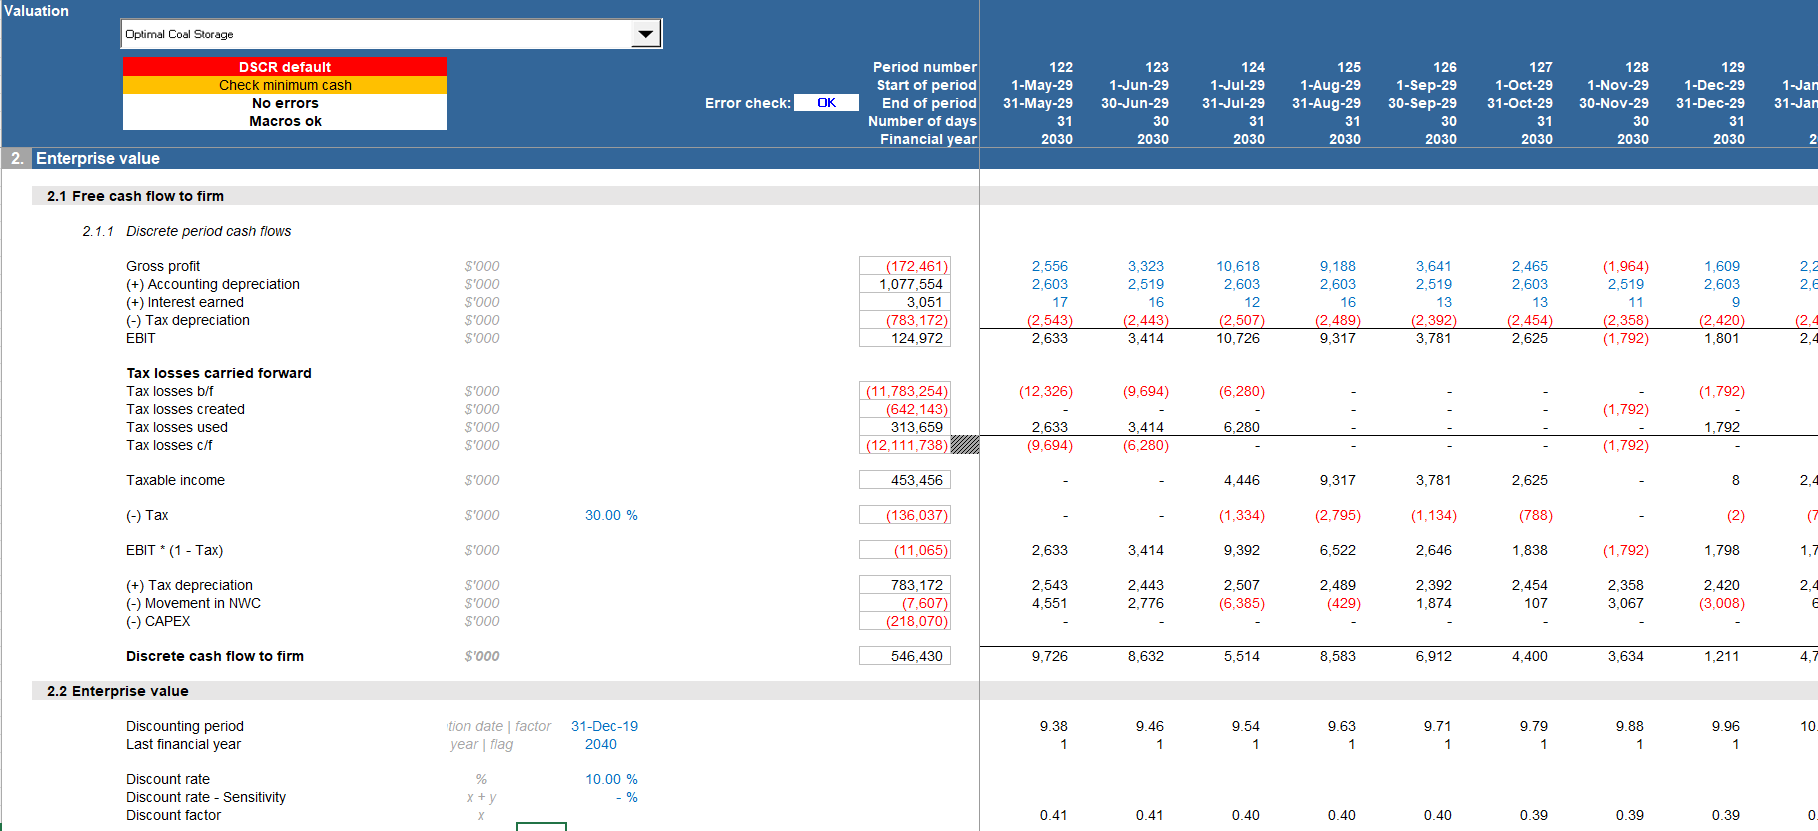 Valuation
Optimal Coal Storage
DSCR default
Check minimum cash
No errors
Macros ok
Error check: OK
Period number 122 123 124 125 126 127 128 129
Start of period 1-May-29 1-Jun-29 1-Jul-29 1-Aug-29 1-Sep-29 1-Oct-29 1-Nov-29 1-Dec-29 1-Jan
End of period 31-May-29 30-Jun-29 31-Jul-29 31-Aug-29 30-Sep-29 31-Oct-29 30-Nov-29 31-Dec-29 31-Jan
Number of days 31 30 31 31 30 31 30 31
Financial year 2030 2030 2030 2030 2030 2030 2030 2030 2
2. Enterprise value
2.1 Free cash flow to firm
2.1.1 Discrete period cash flows
Gross profit $'000 (172,461) 2,556 3,323 10,618 9,188 3,641 2,465 (1,964) 1,609 2,2
(+) Accounting depreciation $'000 1,077,554 2,603 2,519 2,603 2,603 2,519 2,603 2,519 2,603 2,6
(+) Interest earned $'000 3,051 17 16 12 16 13 13 11 9
(-) Tax depreciation $'000 (783,172) (2,543) (2,443) (2,507) (2,489) (2,392) (2,454) (2,358) (2,420) (2,4
EBIT $'000 124,972 2,633 3,414 10,726 9,317 3,781 2,625 (1,792) 1,801 2,4
Tax losses carried forward
Tax losses b/f $'000 (11,783,254) (12,326) (9,694) (6,280) - - - - (1,792)
Tax losses created $'000 (642,143) - - - - - - (1,792) -
Tax losses used $'000 313,659 2,633 3,414 6,280 - - - - 1,792
Tax losses c/f $'000 (12,111,738) (9,694) (6,280) - - - - (1,792) -
Taxable income $'000 453,456 - - 4,446 9,317 3,781 2,625 - 8 2,4
(-) Tax $'000 30.00 % (136,037) - - (1,334) (2,795) (1,134) (788) - (2) (7
EBIT * (1 - Tax) $'000 (11,065) 2,633 3,414 9,392 6,522 2,646 1,838 (1,792) 1,798 1,7
(+) Tax depreciation $'000 783,172 2,543 2,443 2,507 2,489 2,392 2,454 2,358 2,420 2,4
(-) Movement in NWC $'000 (7,607) 4,551 2,776 (6,385) (429) 1,874 107 3,067 (3,008) 6
(-) CAPEX $'000 (218,070) - - - - - - - -
Discrete cash flow to firm $'000 546,430 9,726 8,632 5,514 8,583 6,912 4,400 3,634 1,211 4,7
2.2 Enterprise value
Discounting period tion date | factor 31-Dec-19 9.38 9.46 9.54 9.63 9.71 9.79 9.88 9.96 10.
Last financial year year | flag 2040 1 1 1 1 1 1 1 1
Discount rate % 10.00 %
Discount rate - Sensitivity x + y - %
Discount factor x 0.41 0.41 0.40 0.40 0.40 0.39 0.39 0.39 0.